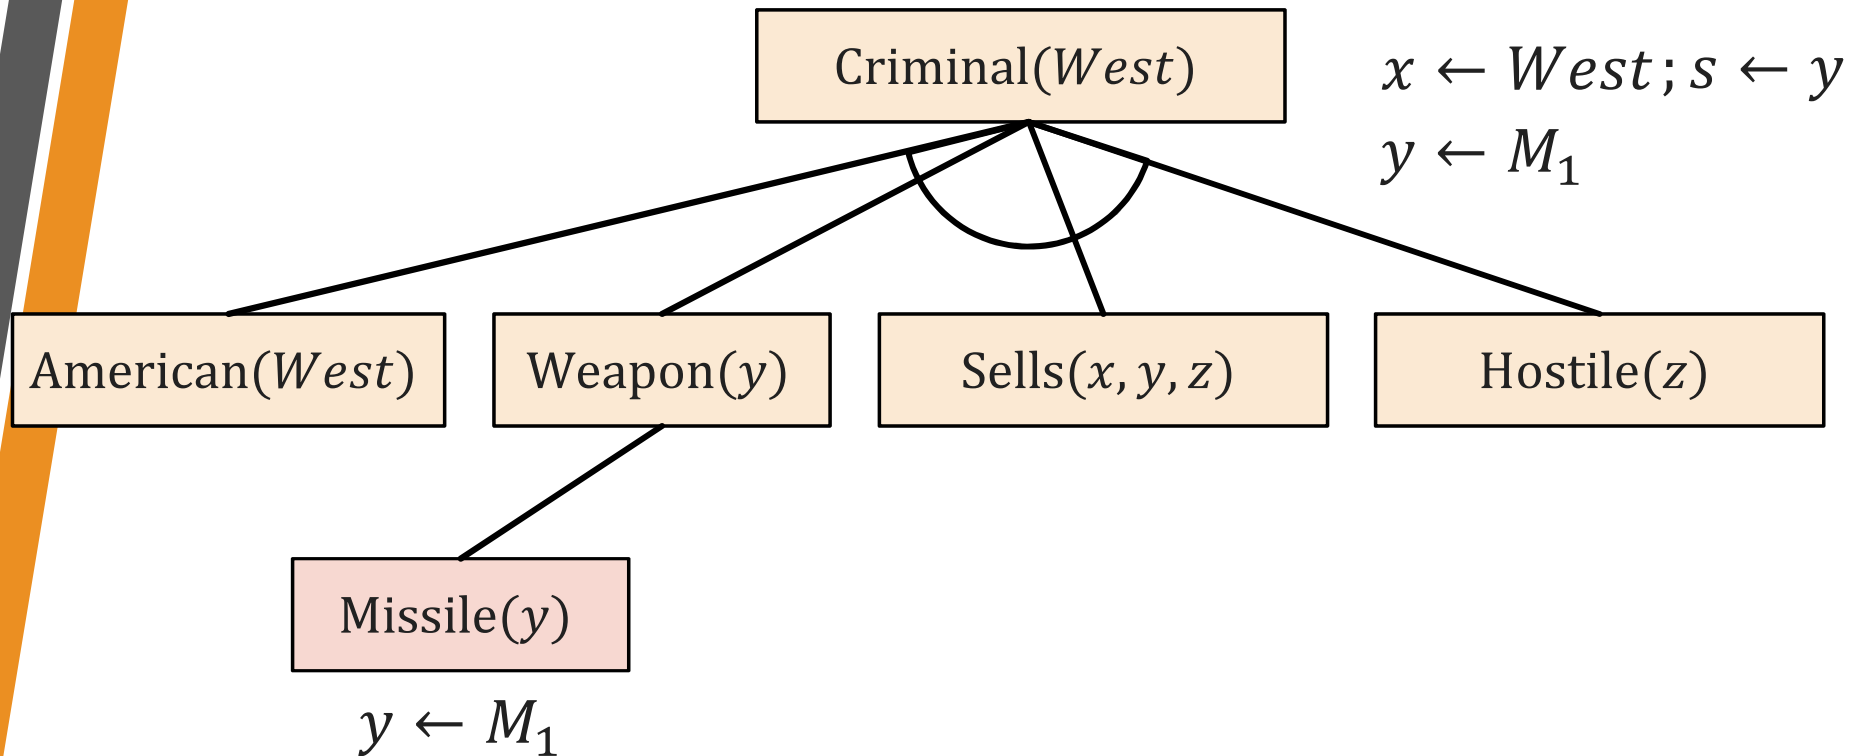 Criminal(West)
x ← West; s ← y
y ← M₁
American(West)
Weapon(y)
Sells(x, y, z)
Hostile(z)
Missile(y)
y ← M₁